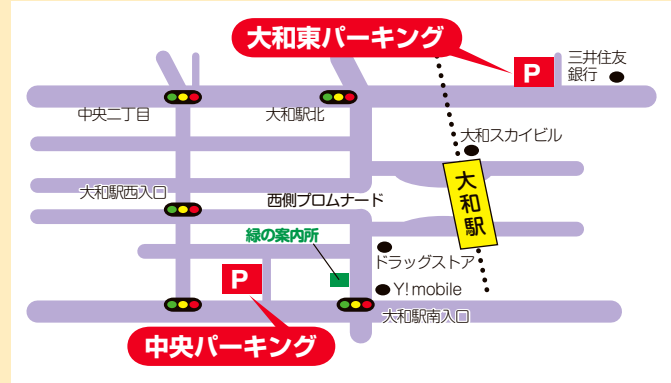 大和東パーキング
P
三井住友
銀行
中央二丁目
大和駅北
大和スカイビル
大和駅
大和駅西入口
西側プロムナード
緑の案内所
ドラッグストア
P
Y! mobile
大和駅南入口
中央パーキング